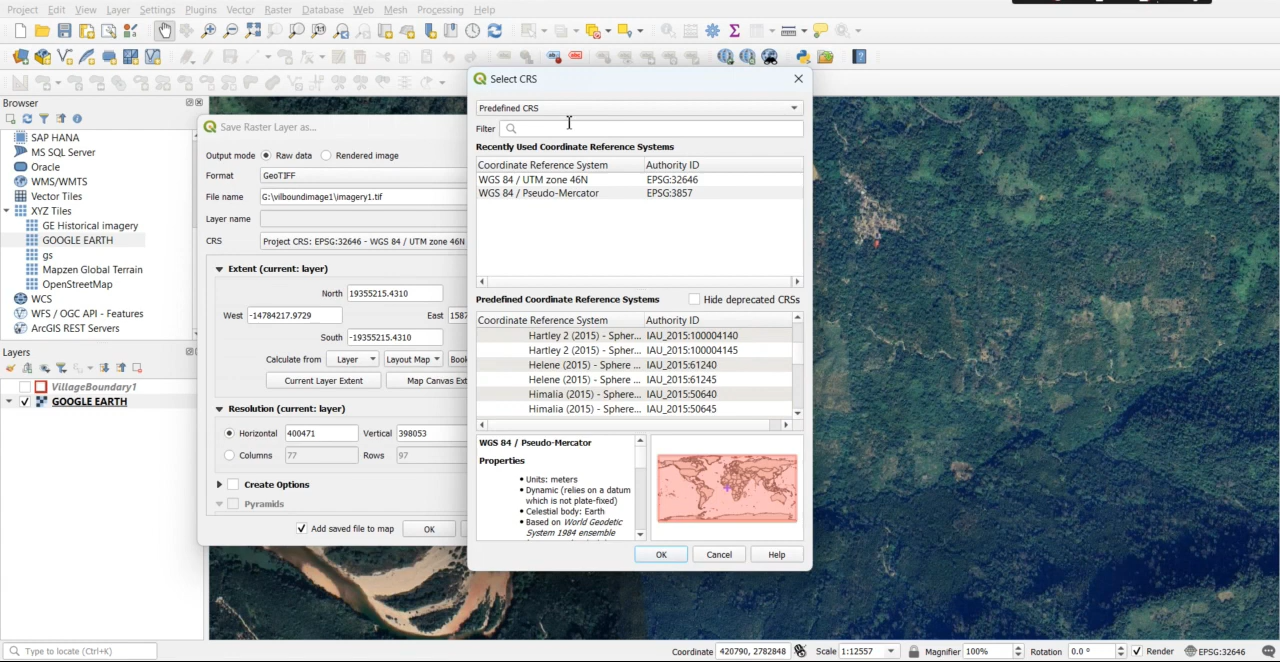 Project Edit View Layer Settings Plugins Vector Raster Database Web Mesh Processing Help
Browser
SAP HANA
MS SQL Server
Oracle
WMS/WMTS
Vector Tiles
XYZ Tiles
GE Historical imagery
GOOGLE EARTH
gs
Mapzen Global Terrain
OpenStreetMap
WCS
WFS / OGC API - Features
ArcGIS REST Servers
Layers
VillageBoundary1
GOOGLE EARTH
Save Raster Layer as...
Output mode Raw data Rendered image
Format GeoTIFF
File name G:\vilboundimage1\imagery1.tif
Layer name
CRS Project CRS: EPSG:32646 - WGS 84 / UTM zone 46N
Extent (current: layer)
North 19355215.4310
West -14784217.9729 East 1587
South -19355215.4310
Calculate from Layer Layout Map Book
Current Layer Extent Map Canvas Ext
Resolution (current: layer)
Horizontal 400471 Vertical 398053
Columns 77 Rows 97
Create Options
Pyramids
Add saved file to map OK
Select CRS
Predefined CRS
Filter
Recently Used Coordinate Reference Systems
Coordinate Reference System Authority ID
WGS 84 / UTM zone 46N EPSG:32646
WGS 84 / Pseudo-Mercator EPSG:3857
Predefined Coordinate Reference Systems Hide deprecated CRSs
Coordinate Reference System Authority ID
Hartley 2 (2015) - Spher... IAU_2015:100004140
Hartley 2 (2015) - Spher... IAU_2015:100004145
Helene (2015) - Sphere ... IAU_2015:61240
Helene (2015) - Sphere ... IAU_2015:61245
Himalia (2015) - Sphere... IAU_2015:50640
Himalia (2015) - Sphere... IAU_2015:50645
WGS 84 / Pseudo-Mercator
Properties
• Units: meters
• Dynamic (relies on a datum
which is not plate-fixed)
• Celestial body: Earth
• Based on World Geodetic
System 1984 ensemble
OK Cancel Help
Type to locate (Ctrl+K) Coordinate 420790, 2782848 Scale 1:12557 Magnifier 100% Rotation 0.0 ° Render EPSG:32646